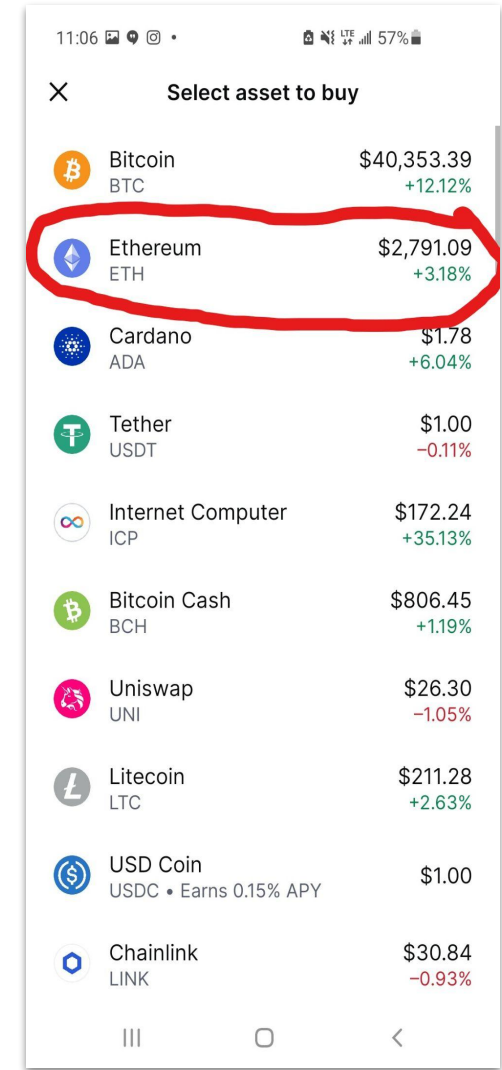 11:06 LTE 57%
Select asset to buy
Bitcoin $40,353.39
BTC +12.12%
Ethereum $2,791.09
ETH +3.18%
Cardano $1.78
ADA +6.04%
Tether $1.00
USDT −0.11%
Internet Computer $172.24
ICP +35.13%
Bitcoin Cash $806.45
BCH +1.19%
Uniswap $26.30
UNI −1.05%
Litecoin $211.28
LTC +2.63%
USD Coin $1.00
USDC • Earns 0.15% APY
Chainlink $30.84
LINK −0.93%